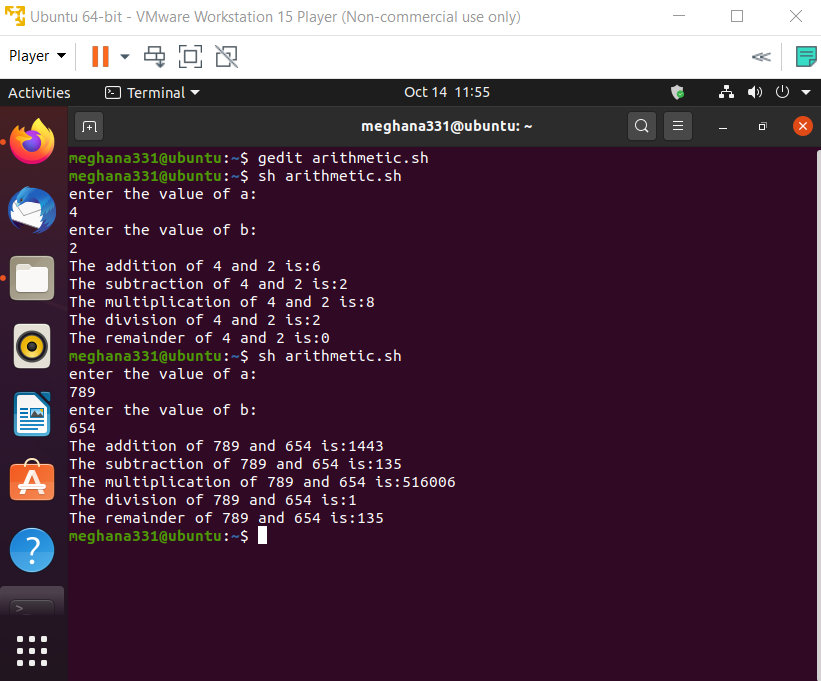 Ubuntu 64-bit - VMware Workstation 15 Player (Non-commercial use only)
Player
Activities Terminal Oct 14 11:55
meghana331@ubuntu: ~
meghana331@ubuntu:~$ gedit arithmetic.sh
meghana331@ubuntu:~$ sh arithmetic.sh
enter the value of a:
4
enter the value of b:
2
The addition of 4 and 2 is:6
The subtraction of 4 and 2 is:2
The multiplication of 4 and 2 is:8
The division of 4 and 2 is:2
The remainder of 4 and 2 is:0
meghana331@ubuntu:~$ sh arithmetic.sh
enter the value of a:
789
enter the value of b:
654
The addition of 789 and 654 is:1443
The subtraction of 789 and 654 is:135
The multiplication of 789 and 654 is:516006
The division of 789 and 654 is:1
The remainder of 789 and 654 is:135
meghana331@ubuntu:~$